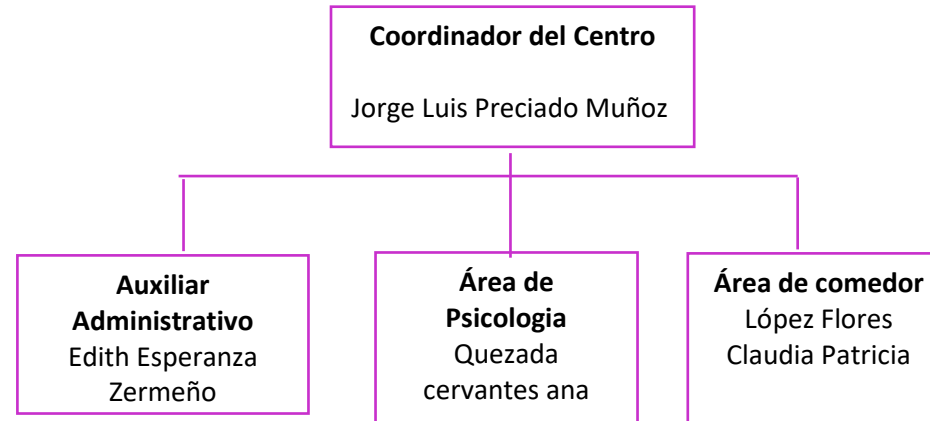 Coordinador del Centro
Jorge Luis Preciado Muñoz
Auxiliar
Administrativo
Edith Esperanza
Zermeño
Área de
Psicologia
Quezada
cervantes ana
Área de comedor
López Flores
Claudia Patricia